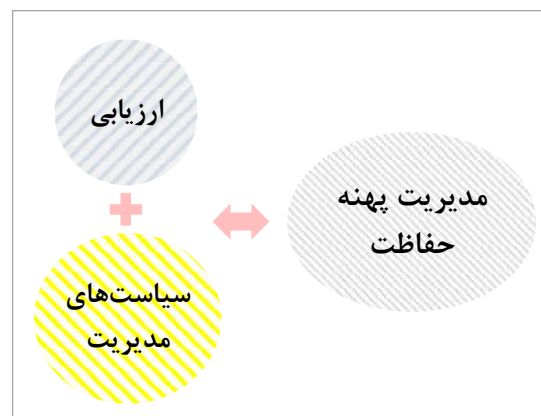 ارزیابی
+
سیاست‌های
مدیریت
مدیریت پهنه
حفاظت